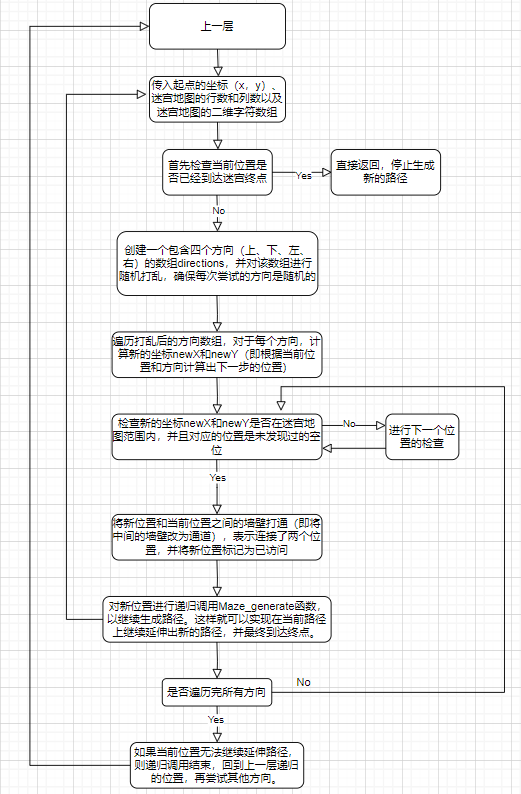 上一层
传入起点的坐标（x，y）、
迷宫地图的行数和列数以及
迷宫地图的二维字符数组
首先检查当前位置是
否已经到达迷宫终点
Yes
直接返回，停止生成
新的路径
No
创建一个包含四个方向（上、下、左、
右）的数组directions，并对该数组进行
随机打乱，确保每次尝试的方向是随机的
遍历打乱后的方向数组，对于每个方向，计
算新的坐标newX和newY（即根据当前位
置和方向计算出下一步的位置）
检查新的坐标newX和newY是否在迷宫地
图范围内，并且对应的位置是未发现过的空
位
No
进行下一个位
置的检查
Yes
将新位置和当前位置之间的墙壁打通（即将
中间的墙壁改为通道），表示连接了两个位
置，并将新位置标记为已访问
对新位置进行递归调用Maze_generate函数，
以继续生成路径。这样就可以实现在当前路径
上继续延伸出新的路径，并最终到达终点。
是否遍历完所有方向
No
Yes
如果当前位置无法继续延伸路径，
则递归调用结束，回到上一层递归
的位置，再尝试其他方向。